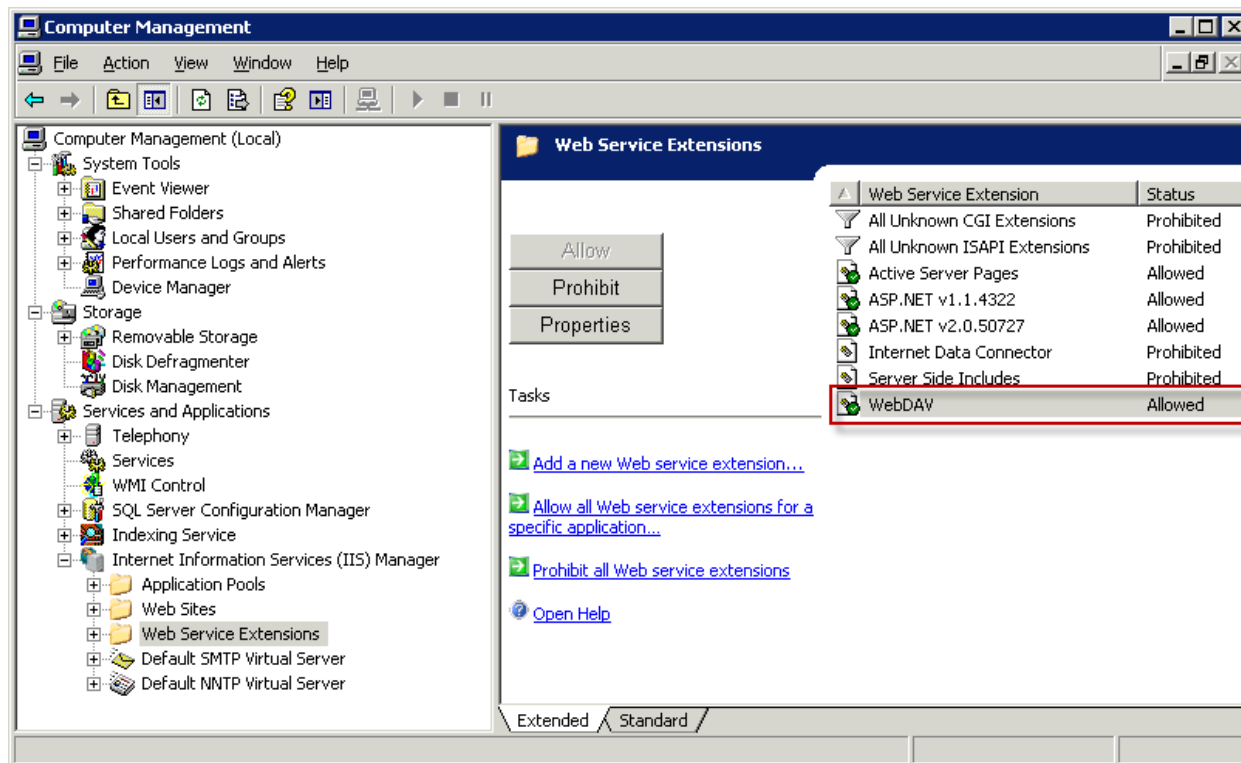 Computer Management
File Action View Window Help
Computer Management (Local)
System Tools
Event Viewer
Shared Folders
Local Users and Groups
Performance Logs and Alerts
Device Manager
Storage
Removable Storage
Disk Defragmenter
Disk Management
Services and Applications
Telephony
Services
WMI Control
SQL Server Configuration Manager
Indexing Service
Internet Information Services (IIS) Manager
Application Pools
Web Sites
Web Service Extensions
Default SMTP Virtual Server
Default NNTP Virtual Server
Web Service Extensions
Allow
Prohibit
Properties
Tasks
Add a new Web service extension...
Allow all Web service extensions for a
specific application...
Prohibit all Web service extensions
Open Help
Web Service Extension Status
All Unknown CGI Extensions Prohibited
All Unknown ISAPI Extensions Prohibited
Active Server Pages Allowed
ASP.NET v1.1.4322 Allowed
ASP.NET v2.0.50727 Allowed
Internet Data Connector Prohibited
Server Side Includes Prohibited
WebDAV Allowed
Extended Standard